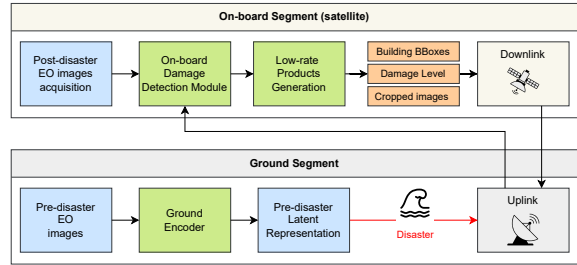 On-board Segment (satellite)
Post-disaster
EO images
acquisition
On-board
Damage
Detection Module
Low-rate
Products
Generation
Building BBoxes
Damage Level
Cropped images
Downlink
Ground Segment
Pre-disaster
EO
images
Ground
Encoder
Pre-disaster
Latent
Representation
Disaster
Uplink